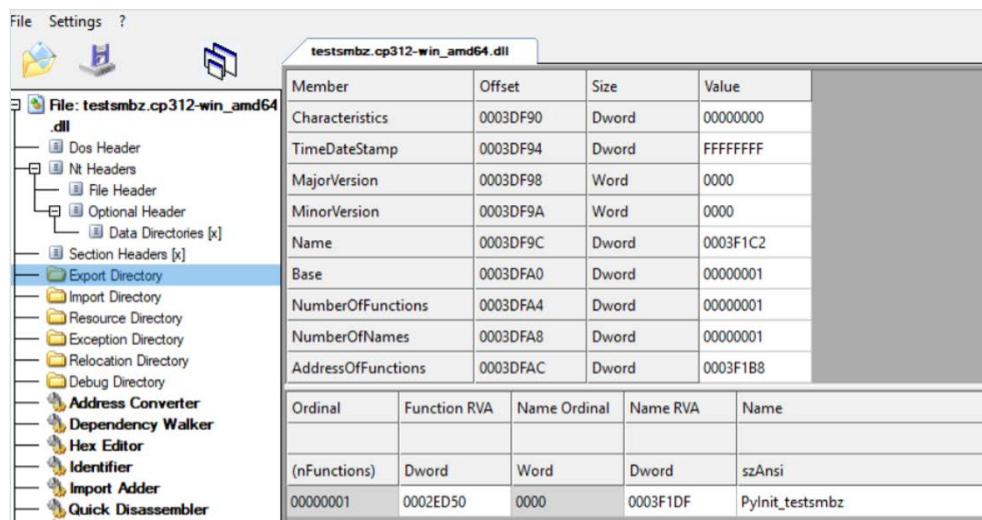 File Settings ?
testsmbz.cp312-win_amd64.dll
File: testsmbz.cp312-win_amd64
.dll
Dos Header
Nt Headers
File Header
Optional Header
Data Directories [x]
Section Headers [x]
Export Directory
Import Directory
Resource Directory
Exception Directory
Relocation Directory
Debug Directory
Address Converter
Dependency Walker
Hex Editor
Identifier
Import Adder
Quick Disassembler
Member Offset Size Value
Characteristics 0003DF90 Dword 00000000
TimeDateStamp 0003DF94 Dword FFFFFFFF
MajorVersion 0003DF98 Word 0000
MinorVersion 0003DF9A Word 0000
Name 0003DF9C Dword 0003F1C2
Base 0003DFA0 Dword 00000001
NumberOfFunctions 0003DFA4 Dword 00000001
NumberOfNames 0003DFA8 Dword 00000001
AddressOfFunctions 0003DFAC Dword 0003F1B8
Ordinal Function RVA Name Ordinal Name RVA Name
(nFunctions) Dword Word Dword szAnsi
00000001 0002ED50 0000 0003F1DF PyInit_testsmbz